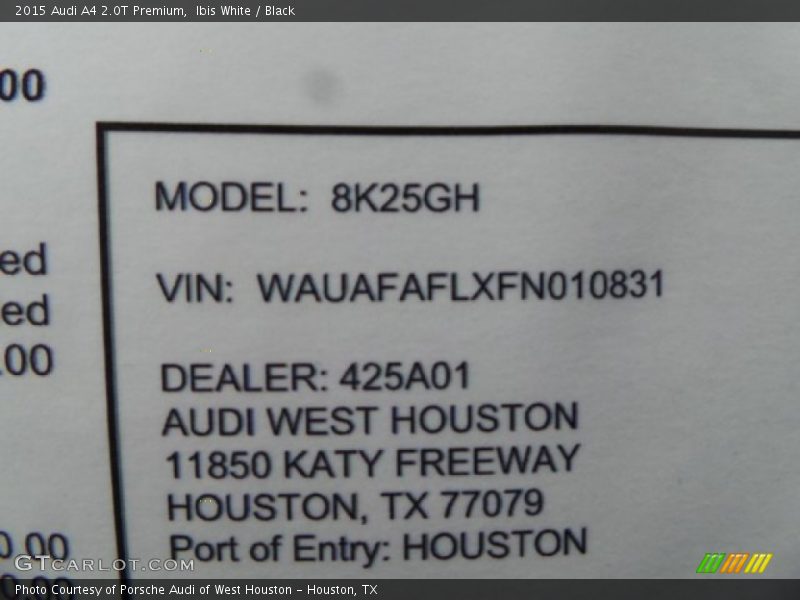 2015 Audi A4 2.0T Premium, Ibis White / Black
00
MODEL: 8K25GH
ed
VIN: WAUAFAFLXFN010831
ed
.00
DEALER: 425A01
AUDI WEST HOUSTON
11850 KATY FREEWAY
HOUSTON, TX 77079
0.00
Port of Entry: HOUSTON
GTCARLOT.COM
Photo Courtesy of Porsche Audi of West Houston - Houston, TX